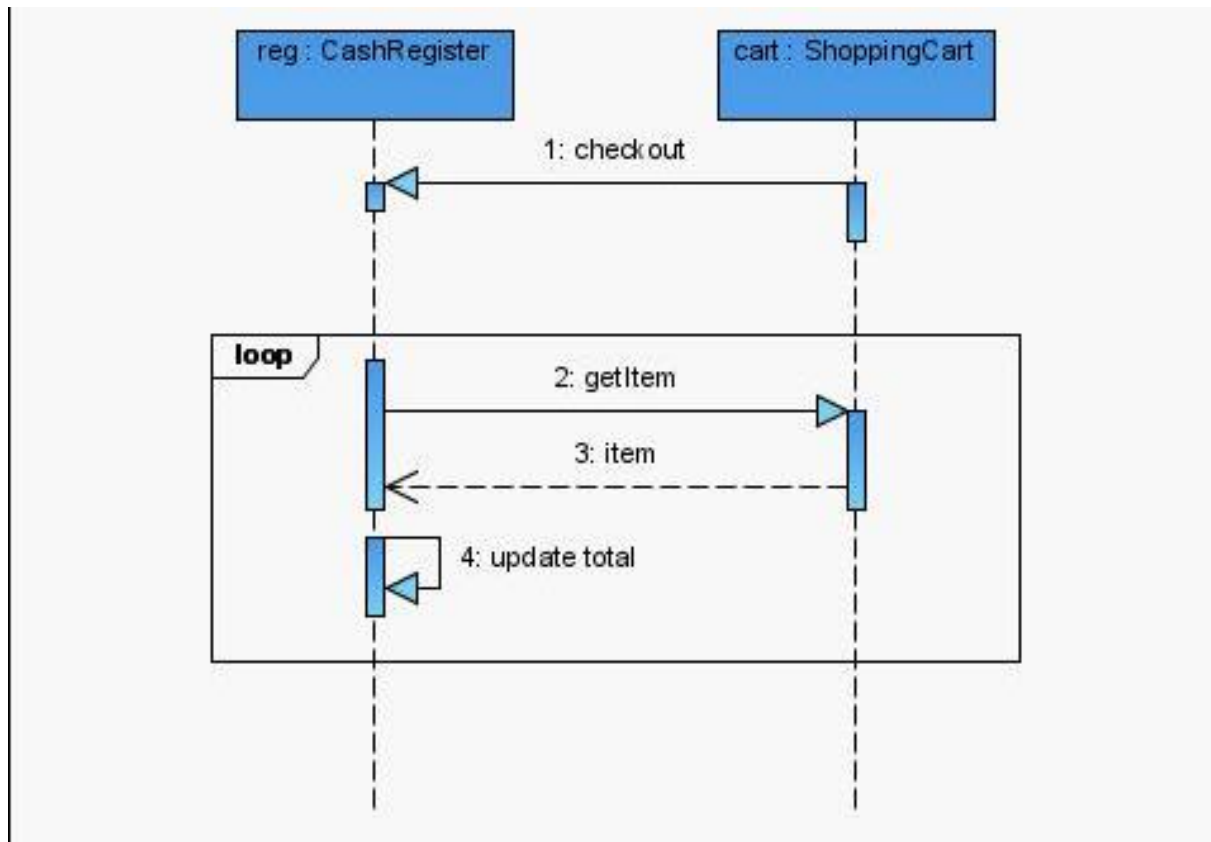 reg : CashRegister
cart : ShoppingCart
1: checkout
loop
2: getItem
3: item
4: update total